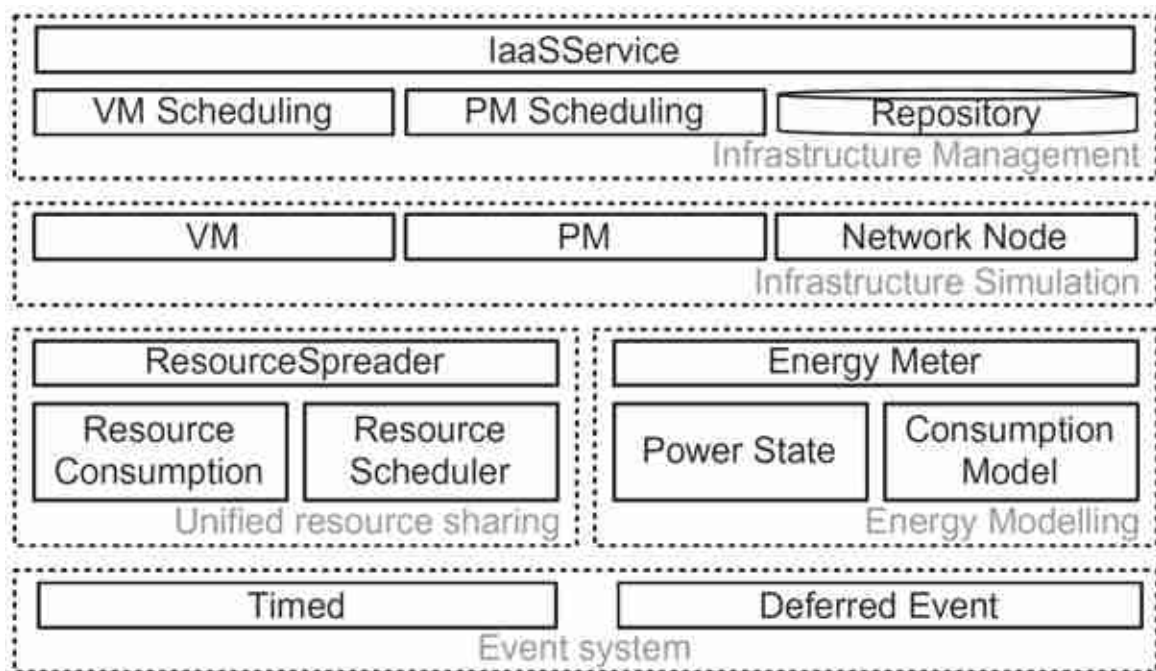 IaaSService
VM Scheduling
PM Scheduling
Repository
Infrastructure Management
VM
PM
Network Node
Infrastructure Simulation
ResourceSpreader
Resource
Consumption
Resource
Scheduler
Unified resource sharing
Energy Meter
Power State
Consumption
Model
Energy Modelling
Timed
Deferred Event
Event system